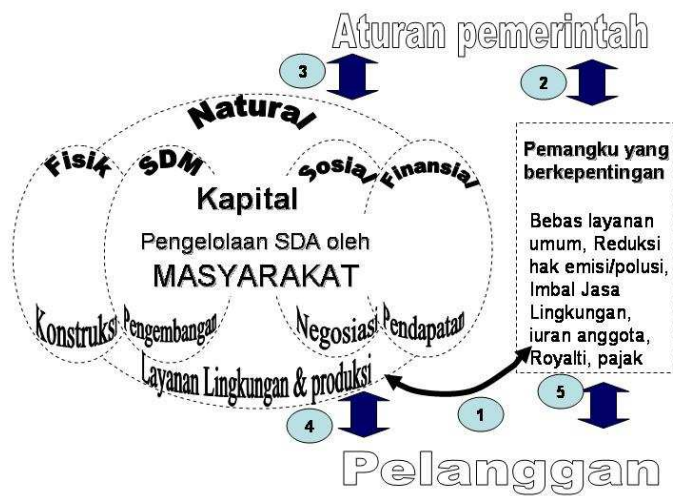 Aturan pemerintah
3
2
Natural
Fisik
SDM
Sosial
Finansial
Kapital
Pengelolaan SDA oleh
MASYARAKAT
Konstruksi
Pengembangan
Negosiasi
Pendapatan
Layanan Lingkungan & produksi
Pemangku yang
berkepentingan
Bebas layanan
umum, Reduksi
hak emisi/polusi,
Imbal Jasa
Lingkungan,
iuran anggota,
Royalti, pajak
1
4
5
Pelanggan